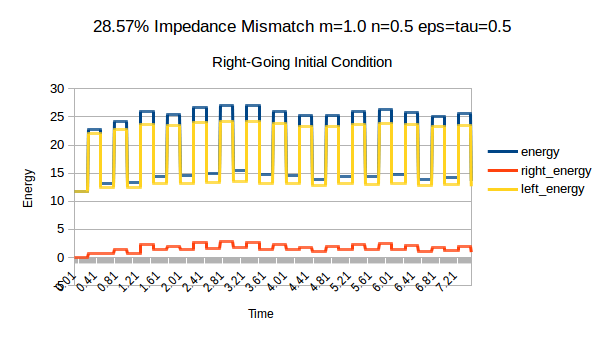 28.57% Impedance Mismatch m=1.0 n=0.5 eps=tau=0.5
Right-Going Initial Condition
30
25
20
15
10
5
0
Energy
0.01 0.41 0.81 1.21 1.61 2.01 2.41 2.81 3.21 3.61 4.01 4.41 4.81 5.21 5.61 6.01 6.41 6.81 7.21
Time
energy
right_energy
left_energy